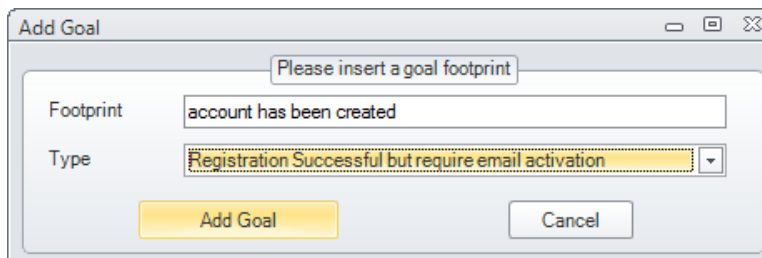 Add Goal
Please insert a goal footprint
Footprint account has been created
Type Registration Successful but require email activation
Add Goal Cancel